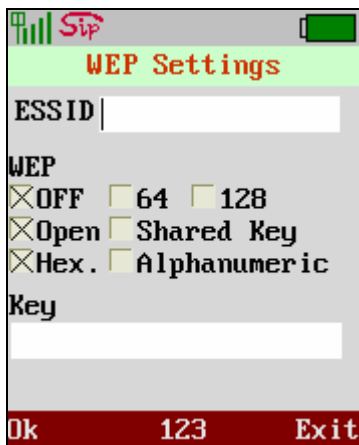 Sip
WEP Settings
ESSID
WEP
OFF 64 128
Open Shared Key
Hex. Alphanumeric
Key
Ok 123 Exit